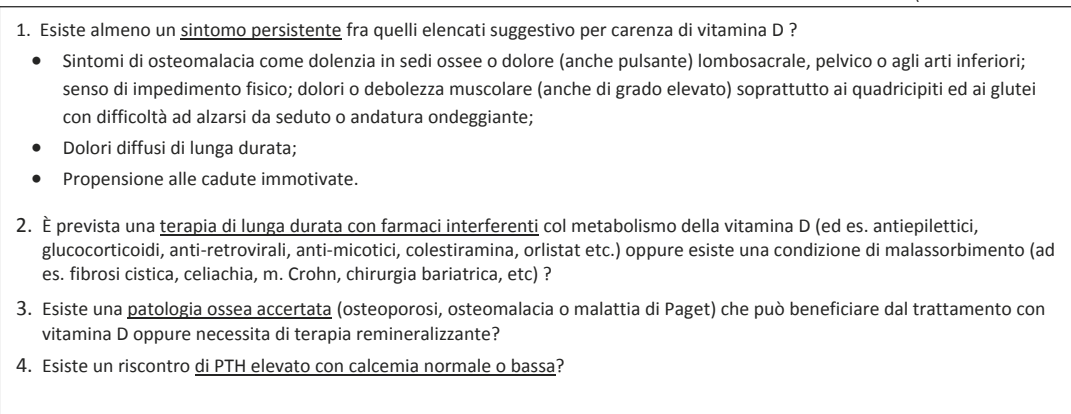 1. Esiste almeno un sintomo persistente fra quelli elencati suggestivo per carenza di vitamina D ?
• Sintomi di osteomalacia come dolenzia in sedi ossee o dolore (anche pulsante) lombosacrale, pelvico o agli arti inferiori;
senso di impedimento fisico; dolori o debolezza muscolare (anche di grado elevato) soprattutto ai quadricipiti ed ai glutei
con difficoltà ad alzarsi da seduto o andatura ondeggiante;
• Dolori diffusi di lunga durata;
• Propensione alle cadute immotivate.
2. È prevista una terapia di lunga durata con farmaci interferenti col metabolismo della vitamina D (ed es. antiepilettici,
glucocorticoidi, anti-retrovirali, anti-micotici, colestiramina, orlistat etc.) oppure esiste una condizione di malassorbimento (ad
es. fibrosi cistica, celiachia, m. Crohn, chirurgia bariatrica, etc) ?
3. Esiste una patologia ossea accertata (osteoporosi, osteomalacia o malattia di Paget) che può beneficiare dal trattamento con
vitamina D oppure necessita di terapia remineralizzante?
4. Esiste un riscontro di PTH elevato con calcemia normale o bassa?